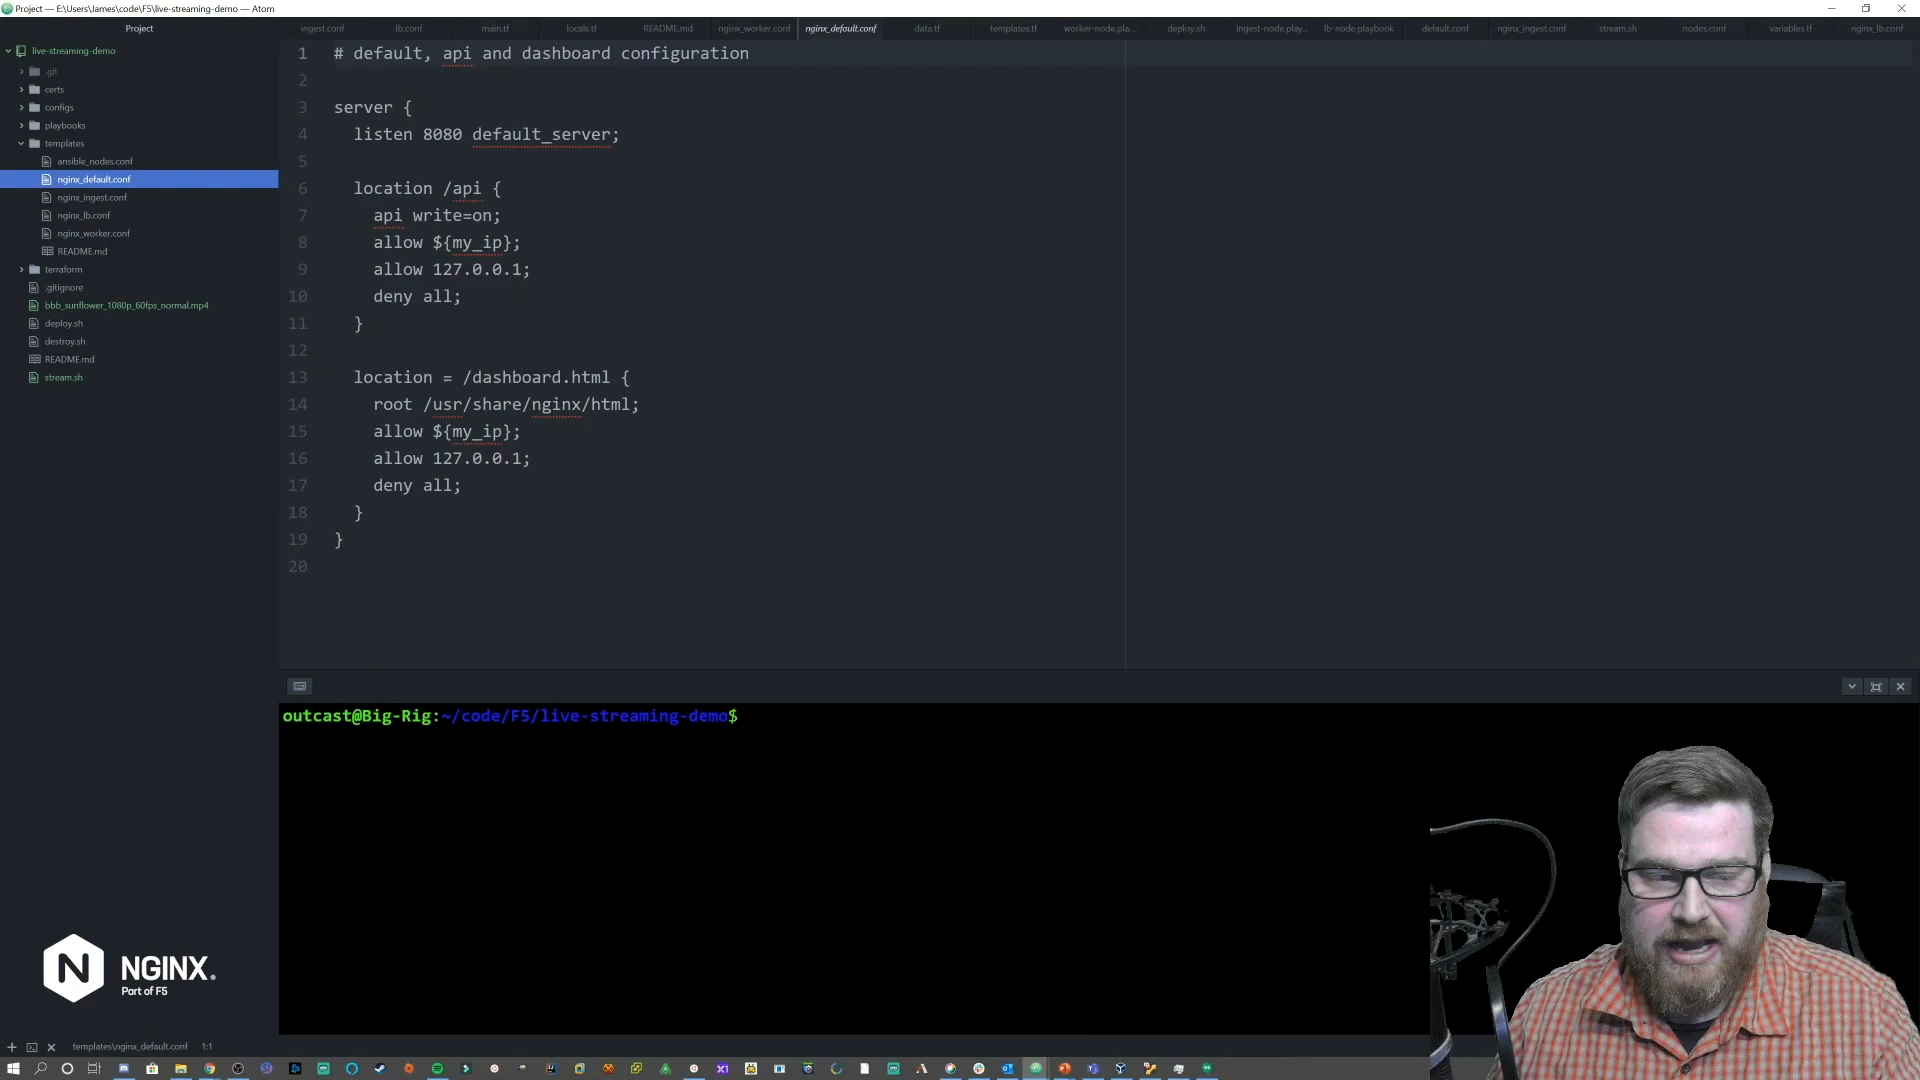 Project — E:\Users\James\code\F5\live-streaming-demo — Atom
Project
ingest.conf
lb.conf
main.tf
locals.tf
README.md
nginx_worker.conf
nginx_default.conf
data.tf
templates.tf
worker-node.pla...
deploy.sh
ingest-node.play...
lb-node.playbook
default.conf
nginx_ingest.conf
stream.sh
nodes.conf
variables.tf
nginx_lb.conf
live-streaming-demo
.git
certs
configs
playbooks
templates
ansible_nodes.conf
nginx_default.conf
nginx_ingest.conf
nginx_lb.conf
nginx_worker.conf
README.md
terraform
.gitignore
bbb_sunflower_1080p_60fps_normal.mp4
deploy.sh
destroy.sh
README.md
stream.sh
1 # default, api and dashboard configuration
2
3 server {
4 listen 8080 default_server;
5
6 location /api {
7 api write=on;
8 allow ${my_ip};
9 allow 127.0.0.1;
10 deny all;
11 }
12
13 location = /dashboard.html {
14 root /usr/share/nginx/html;
15 allow ${my_ip};
16 allow 127.0.0.1;
17 deny all;
18 }
19 }
20
outcast@Big-Rig:~/code/F5/live-streaming-demo$
N NGINX.
Part of F5
templates\nginx_default.conf 1:1